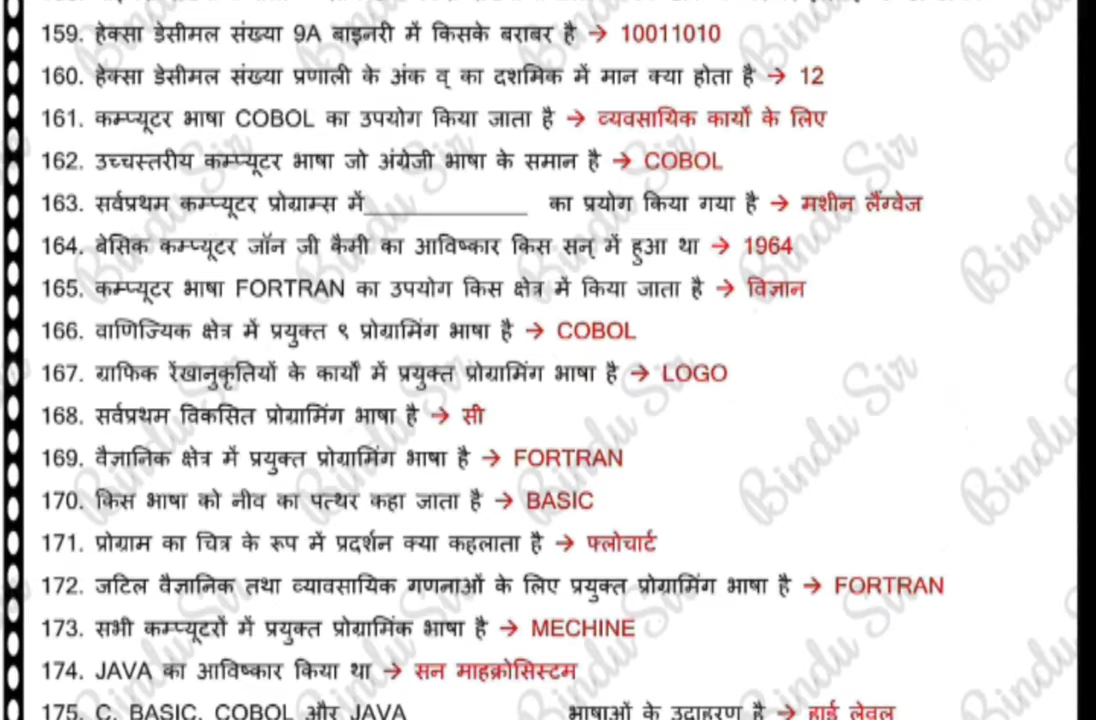 159. हेक्सा डेसीमल संख्या 9A बाइनरी में किसके बराबर है → 10011010
160. हेक्सा डेसीमल संख्या प्रणाली के अंक व् का दशमिक में मान क्या होता है → 12
161. कम्प्यूटर भाषा COBOL का उपयोग किया जाता है → व्यवसायिक कार्यो के लिए
162. उच्चस्तरीय कम्प्यूटर भाषा जो अंग्रेजी भाषा के समान है → COBOL
163. सर्वप्रथम कम्प्यूटर प्रोग्राम्स में____________ का प्रयोग किया गया है → मशीन लैंग्वेज
164. बेसिक कम्प्यूटर जॉन जी कैमी का आविष्कार किस सन् में हुआ था → 1964
165. कम्प्यूटर भाषा FORTRAN का उपयोग किस क्षेत्र में किया जाता है → विज्ञान
166. वाणिज्यिक क्षेत्र में प्रयुक्त ९ प्रोग्रामिंग भाषा है → COBOL
167. ग्राफिक रेंखानुकृतियों के कार्यों में प्रयुक्त प्रोग्रामिंग भाषा है → LOGO
168. सर्वप्रथम विकसित प्रोग्रामिंग भाषा है → सी
169. वैज्ञानिक क्षेत्र में प्रयुक्त प्रोग्रामिंग भाषा है → FORTRAN
170. किस भाषा को नीव का पत्थर कहा जाता है → BASIC
171. प्रोग्राम का चित्र के रूप में प्रदर्शन क्या कहलाता है → फ्लोचार्ट
172. जटिल वैज्ञानिक तथा व्यावसायिक गणनाओं के लिए प्रयुक्त प्रोग्रामिंग भाषा है → FORTRAN
173. सभी कम्प्यूटरों में प्रयुक्त प्रोग्रामिंक भाषा है → MECHINE
174. JAVA का आविष्कार किया था → सन माइक्रोसिस्टम
175. C, BASIC, COBOL और JAVA भाषाओं के उदाहरण है → हाई लेवल
Bindu Sir